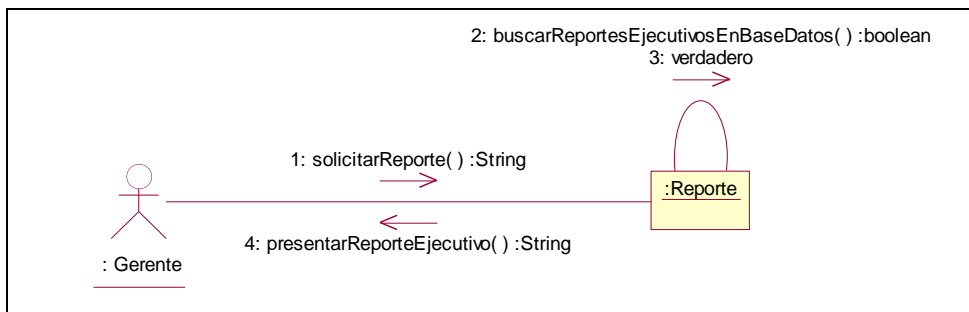 2: buscarReportesEjecutivosEnBaseDatos( ) :boolean
3: verdadero
1: solicitarReporte( ) :String
:Reporte
4: presentarReporteEjecutivo( ) :String
: Gerente